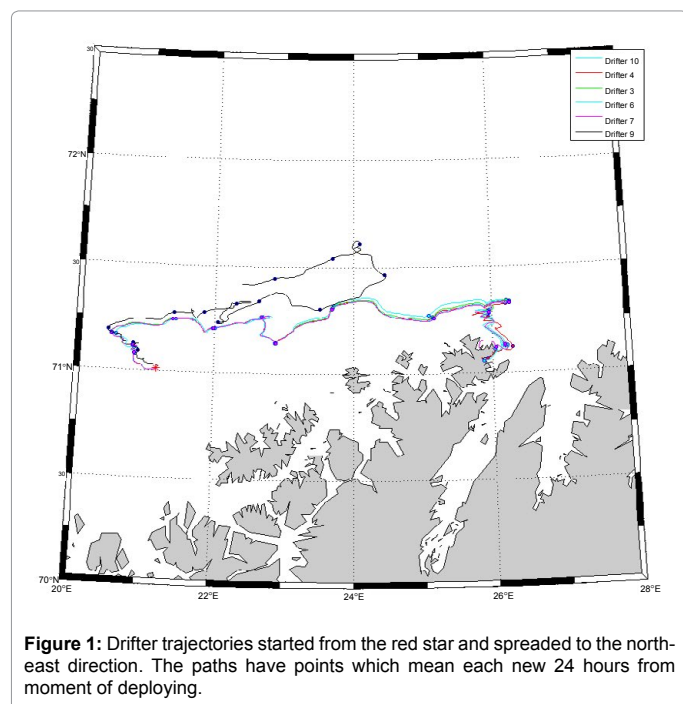 30
Drifter 10
Drifter 4
Drifter 3
Drifter 6
Drifter 7
Drifter 9
72°N
30
71°N
30
70°N
20°E
22°E
24°E
26°E
28°E
Figure 1: Drifter trajectories started from the red star and spreaded to the north-
east direction. The paths have points which mean each new 24 hours from
moment of deploying.